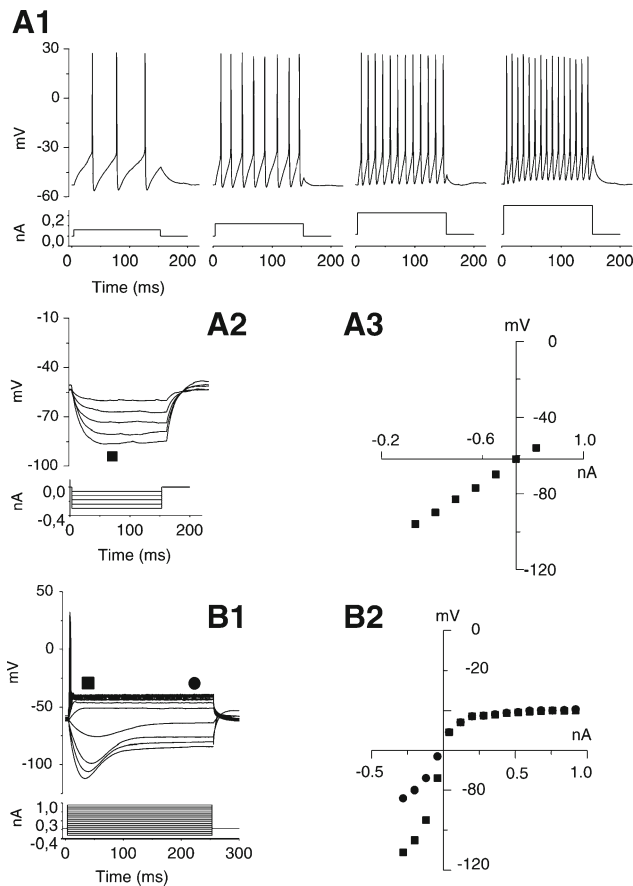 A1
30
0
-30
-60
mV
0,2
0,0
nA
0 100 200 0 100 200 0 100 200 0 100 200
Time (ms)
A2
-10
-40
-70
-100
mV
0,0
-0,4
nA
0 100 200
Time (ms)
A3
mV
0
-40
-80
-120
-0.2 -0.6 1.0
nA
B1
50
0
-50
-100
mV
1,0
0,3
-0,4
nA
0 100 200 300
Time (ms)
B2
mV
0
-20
-80
-120
-0.5 0.5 1.0
nA